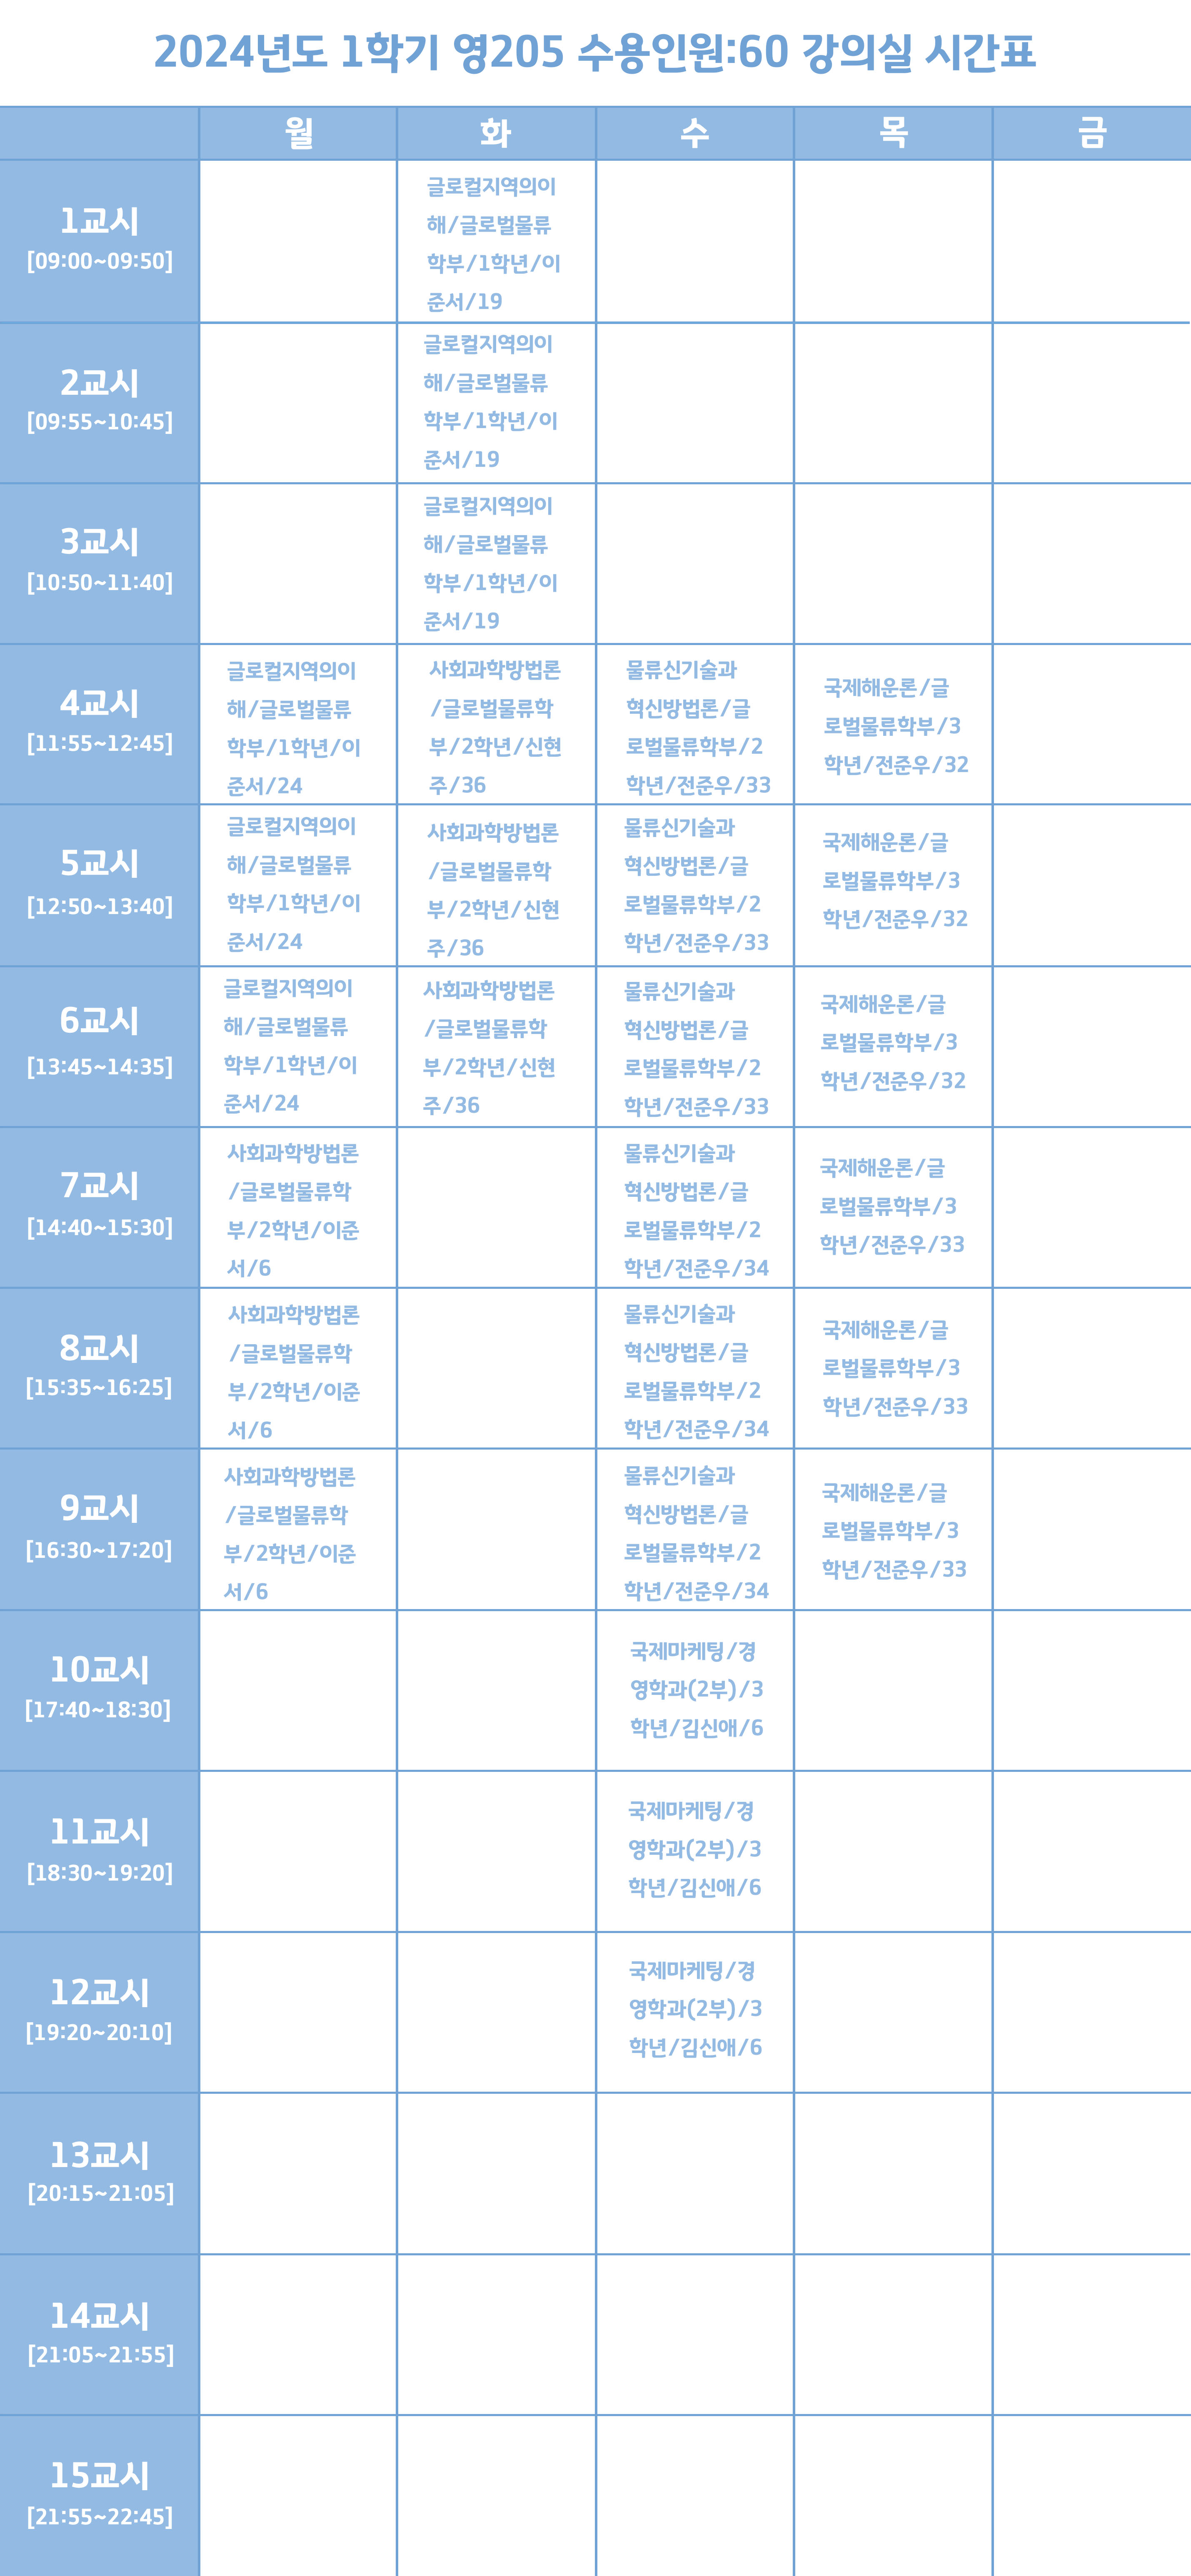 2024년도 1학기 영205 수용인원:60 강의실 시간표
월 화 수 목 금
1교시
[09:00~09:50]
글로컬지역의이
해/글로벌물류
학부/1학년/이
준서/19
2교시
[09:55~10:45]
글로컬지역의이
해/글로벌물류
학부/1학년/이
준서/19
3교시
[10:50~11:40]
글로컬지역의이
해/글로벌물류
학부/1학년/이
준서/19
4교시
[11:55~12:45]
글로컬지역의이
해/글로벌물류
학부/1학년/이
준서/24
사회과학방법론
/글로벌물류학
부/2학년/신현
주/36
물류신기술과
혁신방법론/글
로벌물류학부/2
학년/전준우/33
국제해운론/글
로벌물류학부/3
학년/전준우/32
5교시
[12:50~13:40]
글로컬지역의이
해/글로벌물류
학부/1학년/이
준서/24
사회과학방법론
/글로벌물류학
부/2학년/신현
주/36
물류신기술과
혁신방법론/글
로벌물류학부/2
학년/전준우/33
국제해운론/글
로벌물류학부/3
학년/전준우/32
6교시
[13:45~14:35]
글로컬지역의이
해/글로벌물류
학부/1학년/이
준서/24
사회과학방법론
/글로벌물류학
부/2학년/신현
주/36
물류신기술과
혁신방법론/글
로벌물류학부/2
학년/전준우/33
국제해운론/글
로벌물류학부/3
학년/전준우/32
7교시
[14:40~15:30]
사회과학방법론
/글로벌물류학
부/2학년/이준
서/6
물류신기술과
혁신방법론/글
로벌물류학부/2
학년/전준우/34
국제해운론/글
로벌물류학부/3
학년/전준우/33
8교시
[15:35~16:25]
사회과학방법론
/글로벌물류학
부/2학년/이준
서/6
물류신기술과
혁신방법론/글
로벌물류학부/2
학년/전준우/34
국제해운론/글
로벌물류학부/3
학년/전준우/33
9교시
[16:30~17:20]
사회과학방법론
/글로벌물류학
부/2학년/이준
서/6
물류신기술과
혁신방법론/글
로벌물류학부/2
학년/전준우/34
국제해운론/글
로벌물류학부/3
학년/전준우/33
10교시
[17:40~18:30]
국제마케팅/경
영학과(2부)/3
학년/김신애/6
11교시
[18:30~19:20]
국제마케팅/경
영학과(2부)/3
학년/김신애/6
12교시
[19:20~20:10]
국제마케팅/경
영학과(2부)/3
학년/김신애/6
13교시
[20:15~21:05]
14교시
[21:05~21:55]
15교시
[21:55~22:45]